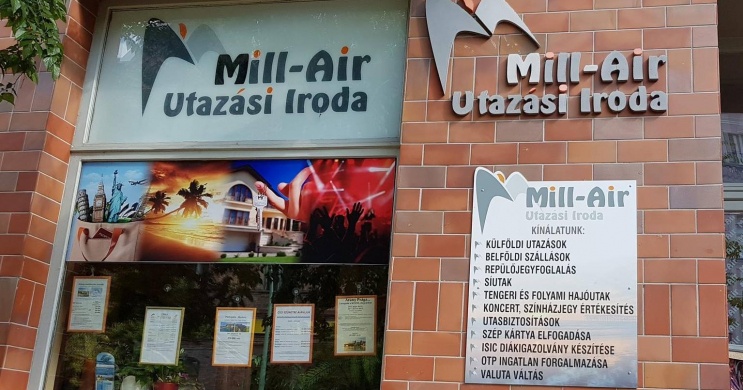 Mill-Air
Utazási Iroda
Mill-Air
Utazási Iroda
Mill-Air
Utazási Iroda
KÍNÁLATUNK:
KÜLFÖLDI UTAZÁSOK
BELFÖLDI SZÁLLÁSOK
REPÜLŐJEGYFOGLALÁS
SÍUTAK
TENGERI ÉS FOLYAMI HAJÓUTAK
KONCERT, SZÍNHÁZJEGY ÉRTÉKESÍTÉS
UTASBIZTOSÍTÁSOK
SZÉP KÁRTYA ELFOGADÁSA
ISIC DIÁKIGAZOLVÁNY KÉSZÍTÉSE
OTP INGATLAN FORGALMAZÁSA
VALUTA VÁLTÁS